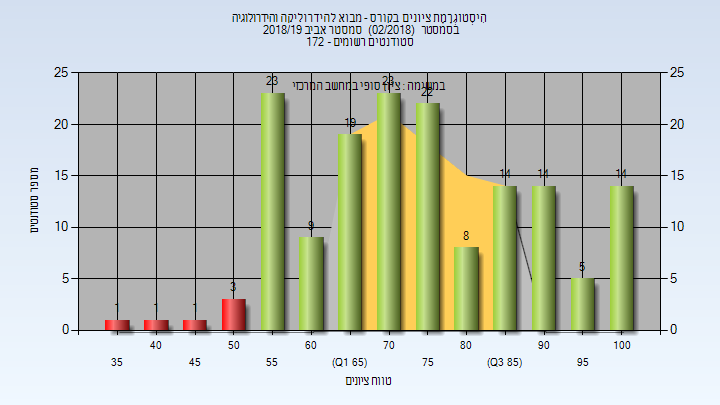 היסטוגרמת ציונים בקורס - מבוא להידרוליקה והידרולוגיה
בסמסטר (02/2018) סמסטר אביב 2018/19
סטודנטים רשומים - 172
במשימה : ציון סופי במחשב המרכזי
25 25
20 20
15 15
10 10
5 5
0 0
מספר סטודנטים
1 1 1 3 23 9 19 23 22 8 14 14 5 14
35 40 45 50 55 60 (Q1 65) 70 75 80 (Q3 85) 90 95 100
טווח ציונים